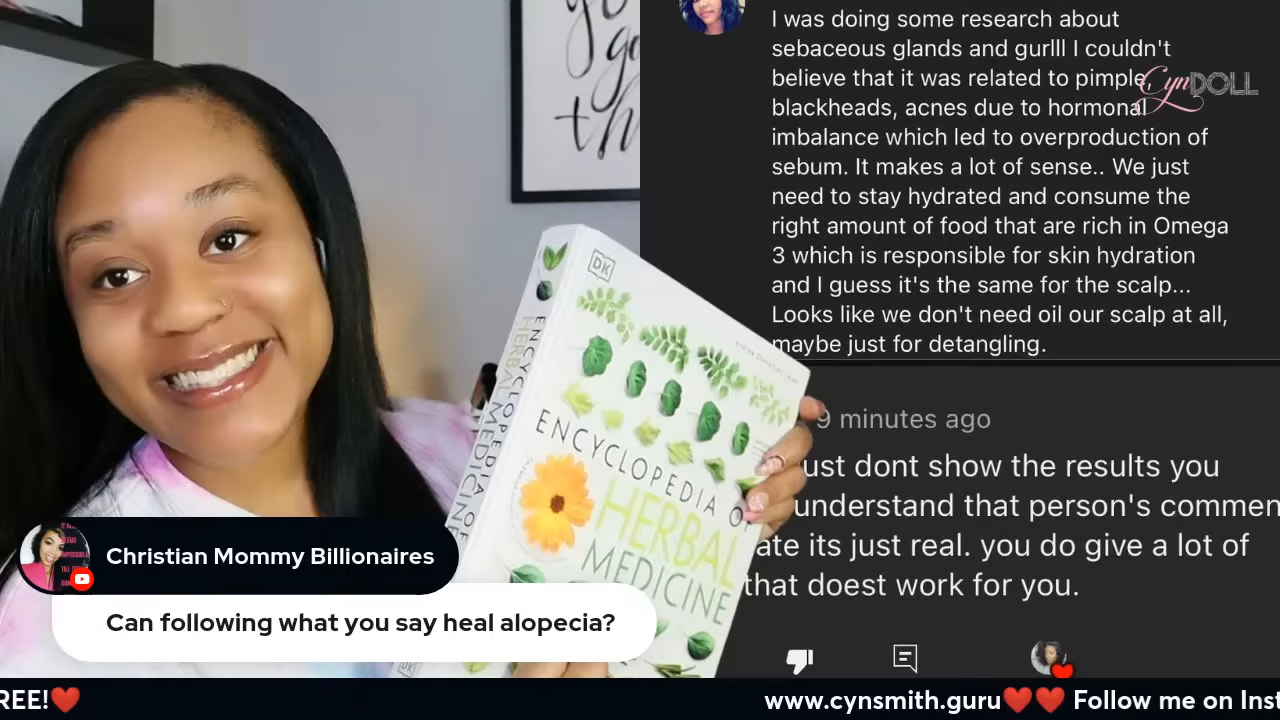 I was doing some research about
sebaceous glands and gurlll I couldn't
believe that it was related to pimple
blackheads, acnes due to hormonal
imbalance which led to overproduction of
sebum. It makes a lot of sense.. We just
need to stay hydrated and consume the
right amount of food that are rich in Omega
3 which is responsible for skin hydration
and I guess it's the same for the scalp...
Looks like we don't need oil our scalp at all,
maybe just for detangling.
CynDOLL
9 minutes ago
ust dont show the results you
understand that person's commen
ate its just real. you do give a lot of
that doest work for you.
go
DK
ENCYCLOPEDIA OF
HERBAL MEDICINE
ENCYCLOPEDIA O
HERBAL
MEDICINE
DK
Christian Mommy Billionaires
Can following what you say heal alopecia?
REE!❤️ www.cynsmith.guru❤️❤️ Follow me on Inst